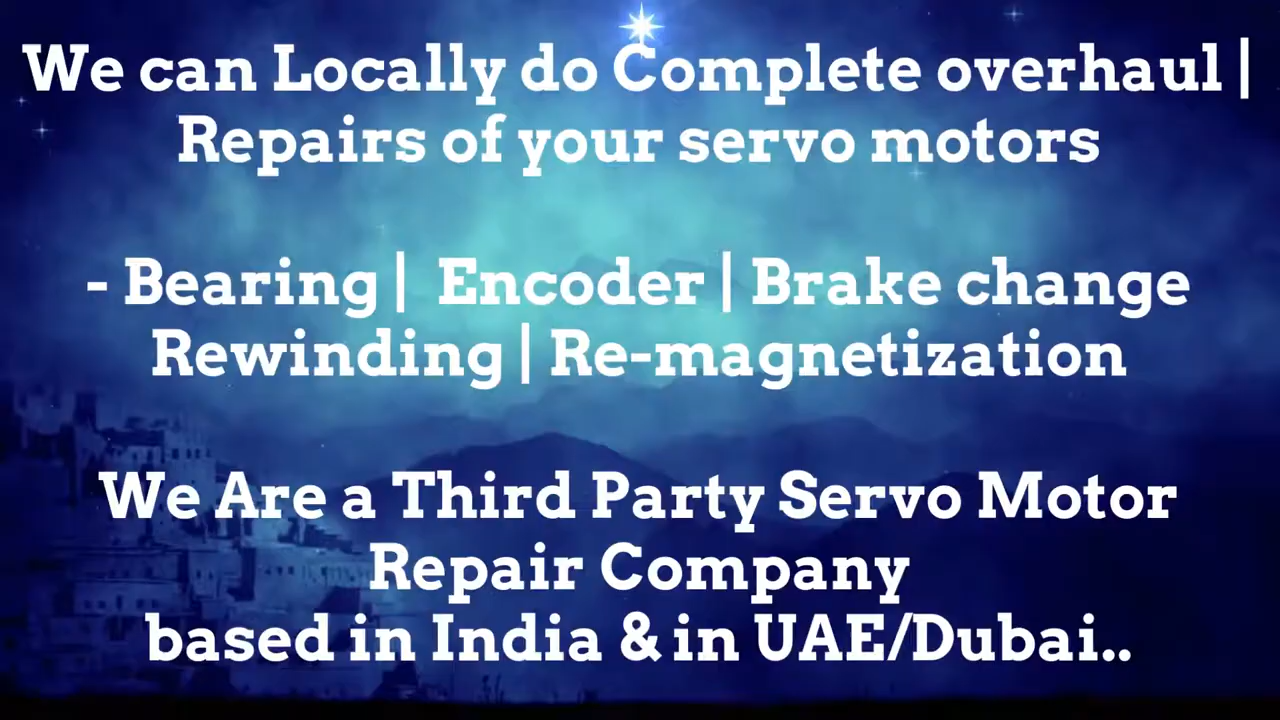 We can Locally do Complete overhaul |
Repairs of your servo motors
- Bearing | Encoder | Brake change
Rewinding | Re-magnetization
We Are a Third Party Servo Motor
Repair Company
based in India & in UAE/Dubai..